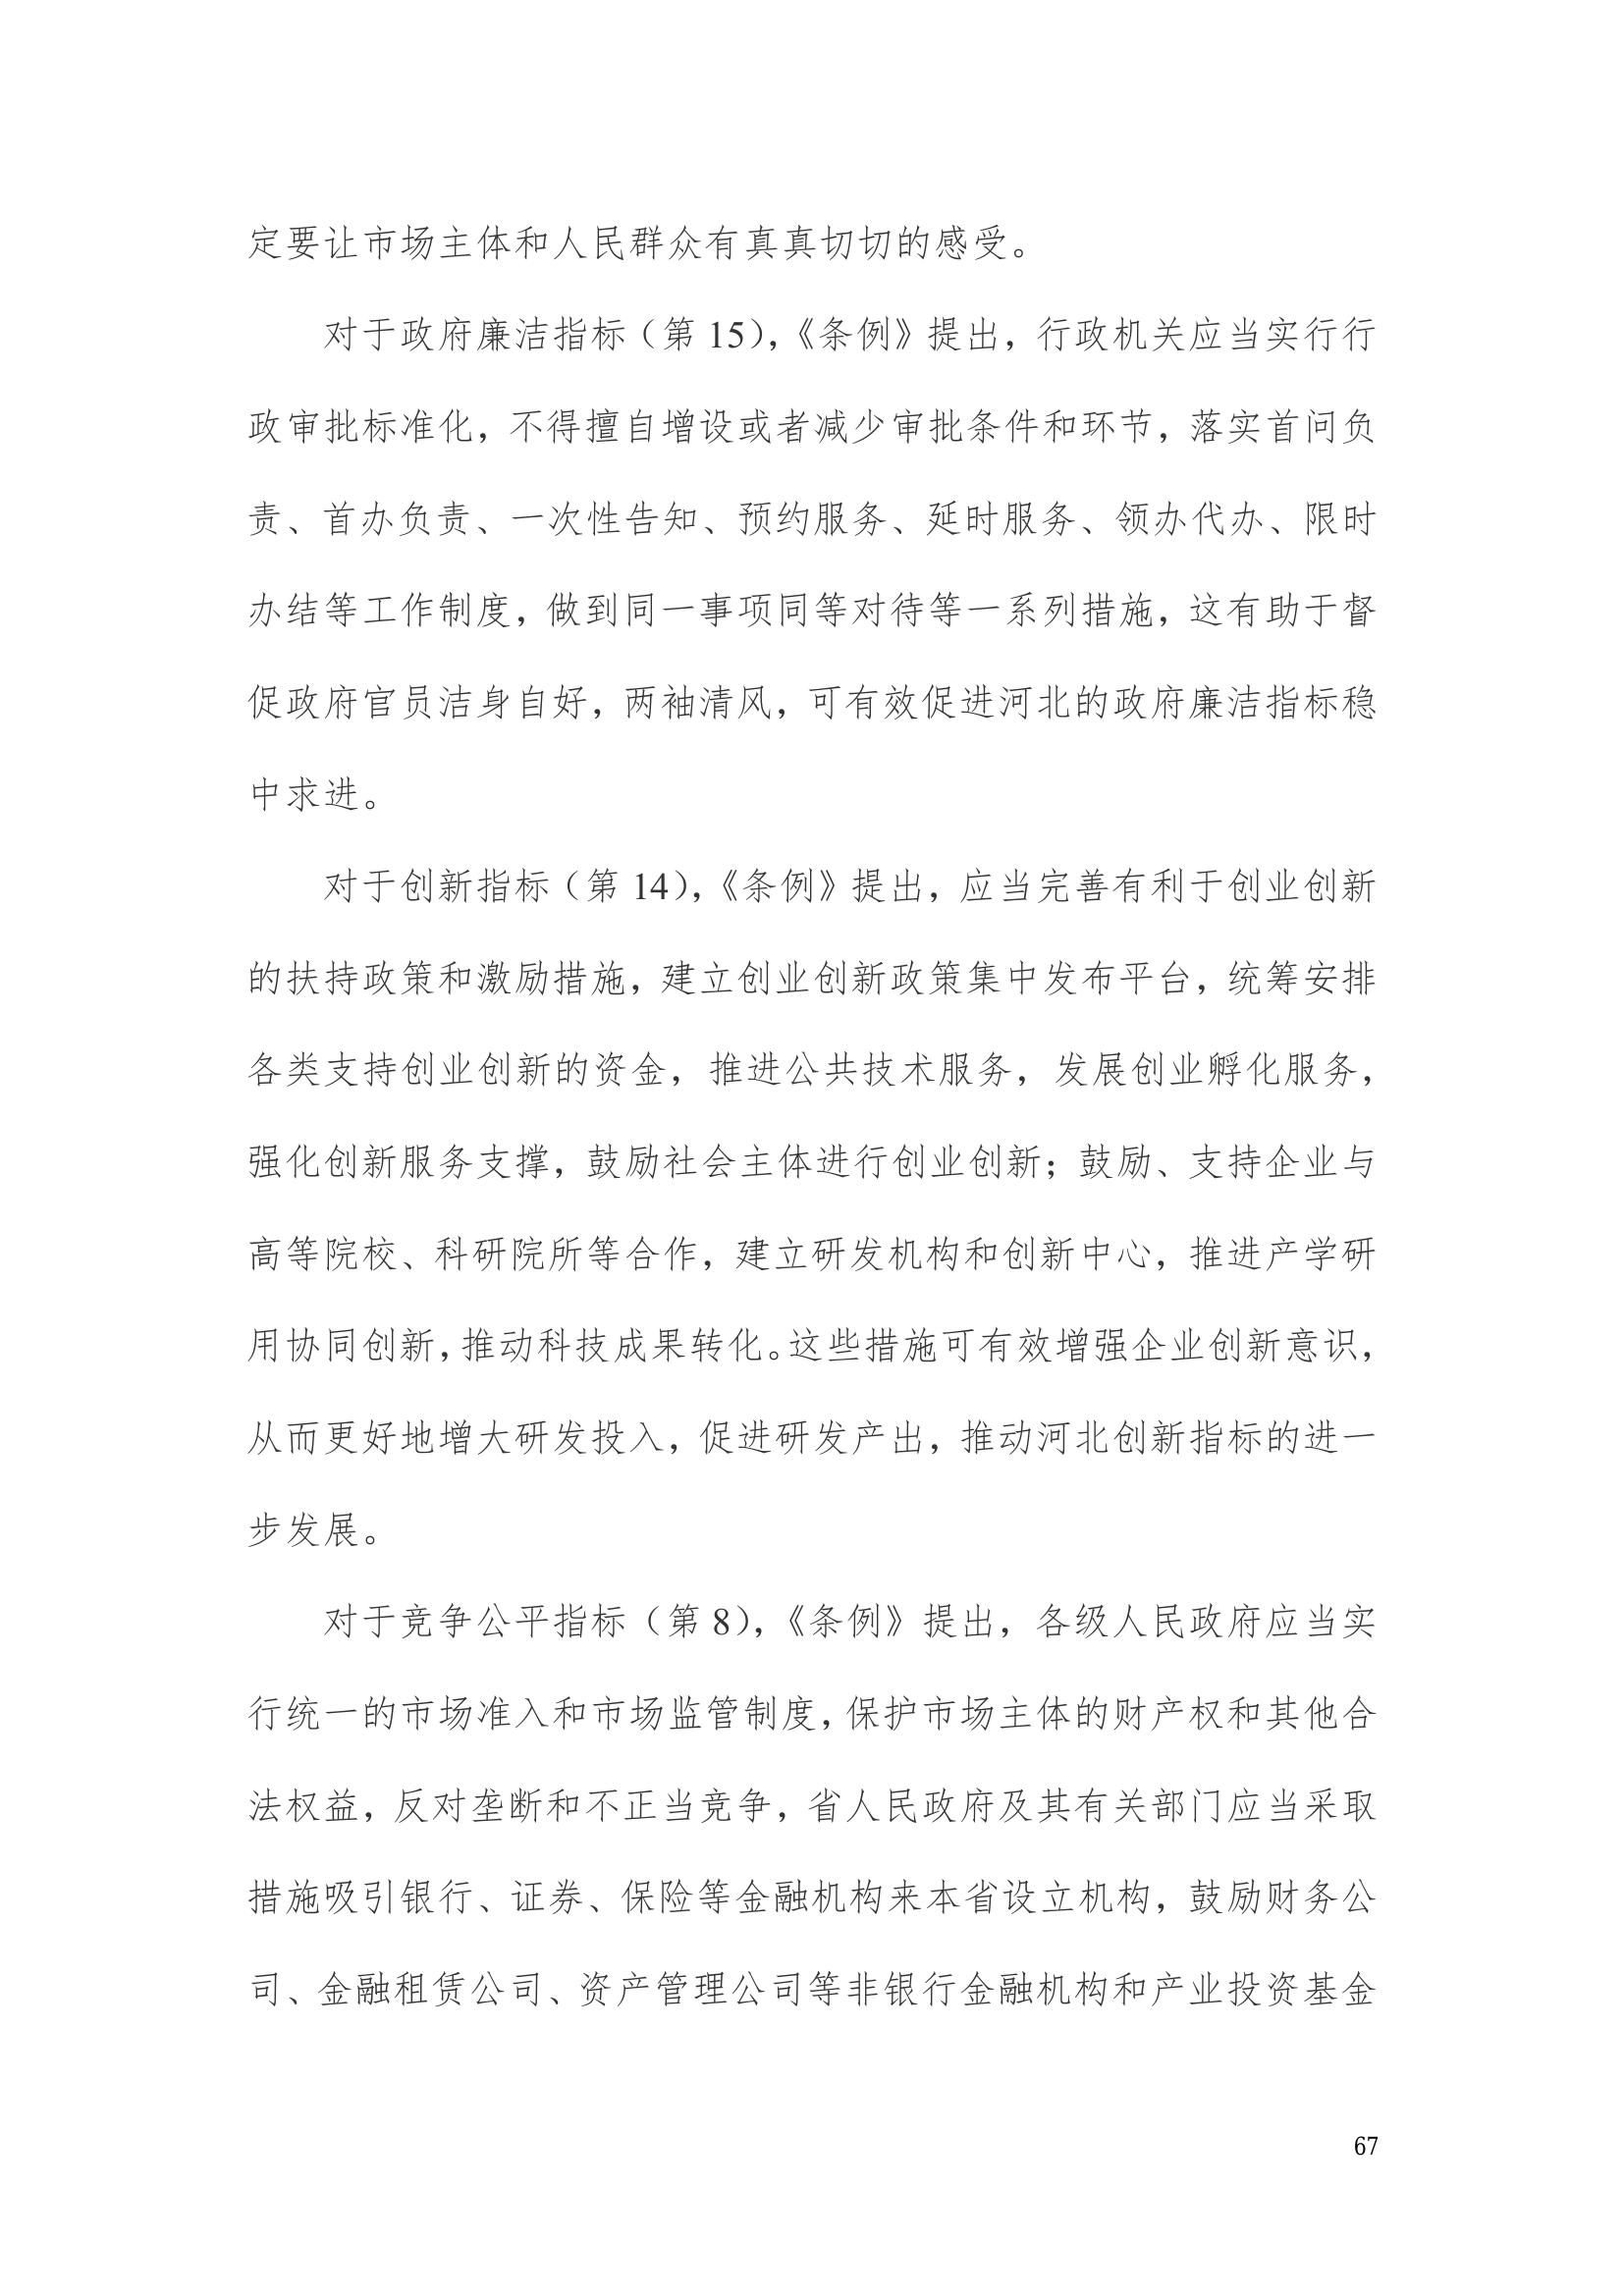 定要让市场主体和人民群众有真真切切的感受。
对于政府廉洁指标（第 15），《条例》提出，行政机关应当实行行
政审批标准化，不得擅自增设或者减少审批条件和环节，落实首问负
责、首办负责、一次性告知、预约服务、延时服务、领办代办、限时
办结等工作制度，做到同一事项同等对待等一系列措施，这有助于督
促政府官员洁身自好，两袖清风，可有效促进河北的政府廉洁指标稳
中求进。
对于创新指标（第 14），《条例》提出，应当完善有利于创业创新
的扶持政策和激励措施，建立创业创新政策集中发布平台，统筹安排
各类支持创业创新的资金，推进公共技术服务，发展创业孵化服务，
强化创新服务支撑，鼓励社会主体进行创业创新；鼓励、支持企业与
高等院校、科研院所等合作，建立研发机构和创新中心，推进产学研
用协同创新，推动科技成果转化。这些措施可有效增强企业创新意识，
从而更好地增大研发投入，促进研发产出，推动河北创新指标的进一
步发展。
对于竞争公平指标（第 8），《条例》提出，各级人民政府应当实
行统一的市场准入和市场监管制度，保护市场主体的财产权和其他合
法权益，反对垄断和不正当竞争，省人民政府及其有关部门应当采取
措施吸引银行、证券、保险等金融机构来本省设立机构，鼓励财务公
司、金融租赁公司、资产管理公司等非银行金融机构和产业投资基金
67